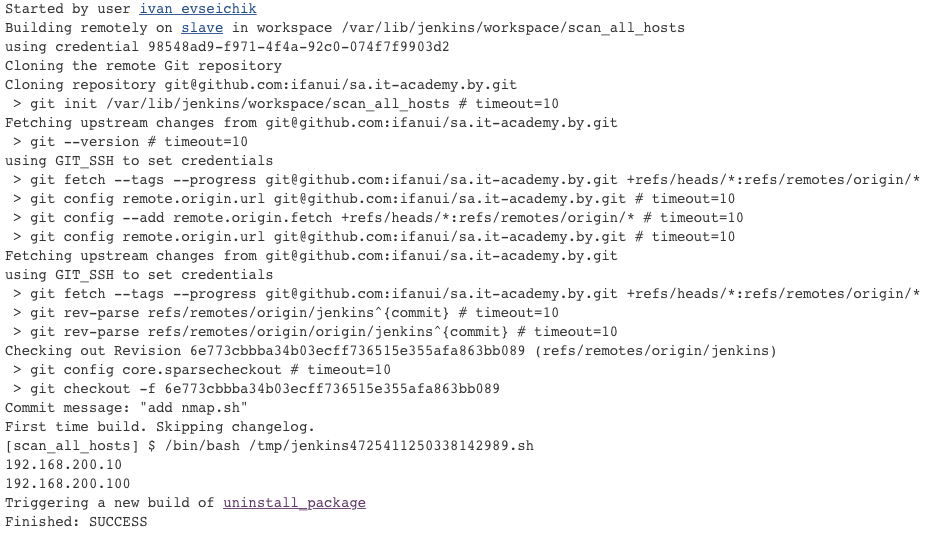 Started by user ivan evseichik
Building remotely on slave in workspace /var/lib/jenkins/workspace/scan_all_hosts
using credential 98548ad9-f971-4f4a-92c0-074f7f9903d2
Cloning the remote Git repository
Cloning repository git@github.com:ifanui/sa.it-academy.by.git
 > git init /var/lib/jenkins/workspace/scan_all_hosts # timeout=10
Fetching upstream changes from git@github.com:ifanui/sa.it-academy.by.git
 > git --version # timeout=10
using GIT_SSH to set credentials
 > git fetch --tags --progress git@github.com:ifanui/sa.it-academy.by.git +refs/heads/*:refs/remotes/origin/*
 > git config remote.origin.url git@github.com:ifanui/sa.it-academy.by.git # timeout=10
 > git config --add remote.origin.fetch +refs/heads/*:refs/remotes/origin/* # timeout=10
 > git config remote.origin.url git@github.com:ifanui/sa.it-academy.by.git # timeout=10
Fetching upstream changes from git@github.com:ifanui/sa.it-academy.by.git
using GIT_SSH to set credentials
 > git fetch --tags --progress git@github.com:ifanui/sa.it-academy.by.git +refs/heads/*:refs/remotes/origin/*
 > git rev-parse refs/remotes/origin/jenkins^{commit} # timeout=10
 > git rev-parse refs/remotes/origin/origin/jenkins^{commit} # timeout=10
Checking out Revision 6e773cbbba34b03ecff736515e355afa863bb089 (refs/remotes/origin/jenkins)
 > git config core.sparsecheckout # timeout=10
 > git checkout -f 6e773cbbba34b03ecff736515e355afa863bb089
Commit message: "add nmap.sh"
First time build. Skipping changelog.
[scan_all_hosts] $ /bin/bash /tmp/jenkins4725411250338142989.sh
192.168.200.10
192.168.200.100
Triggering a new build of uninstall_package
Finished: SUCCESS